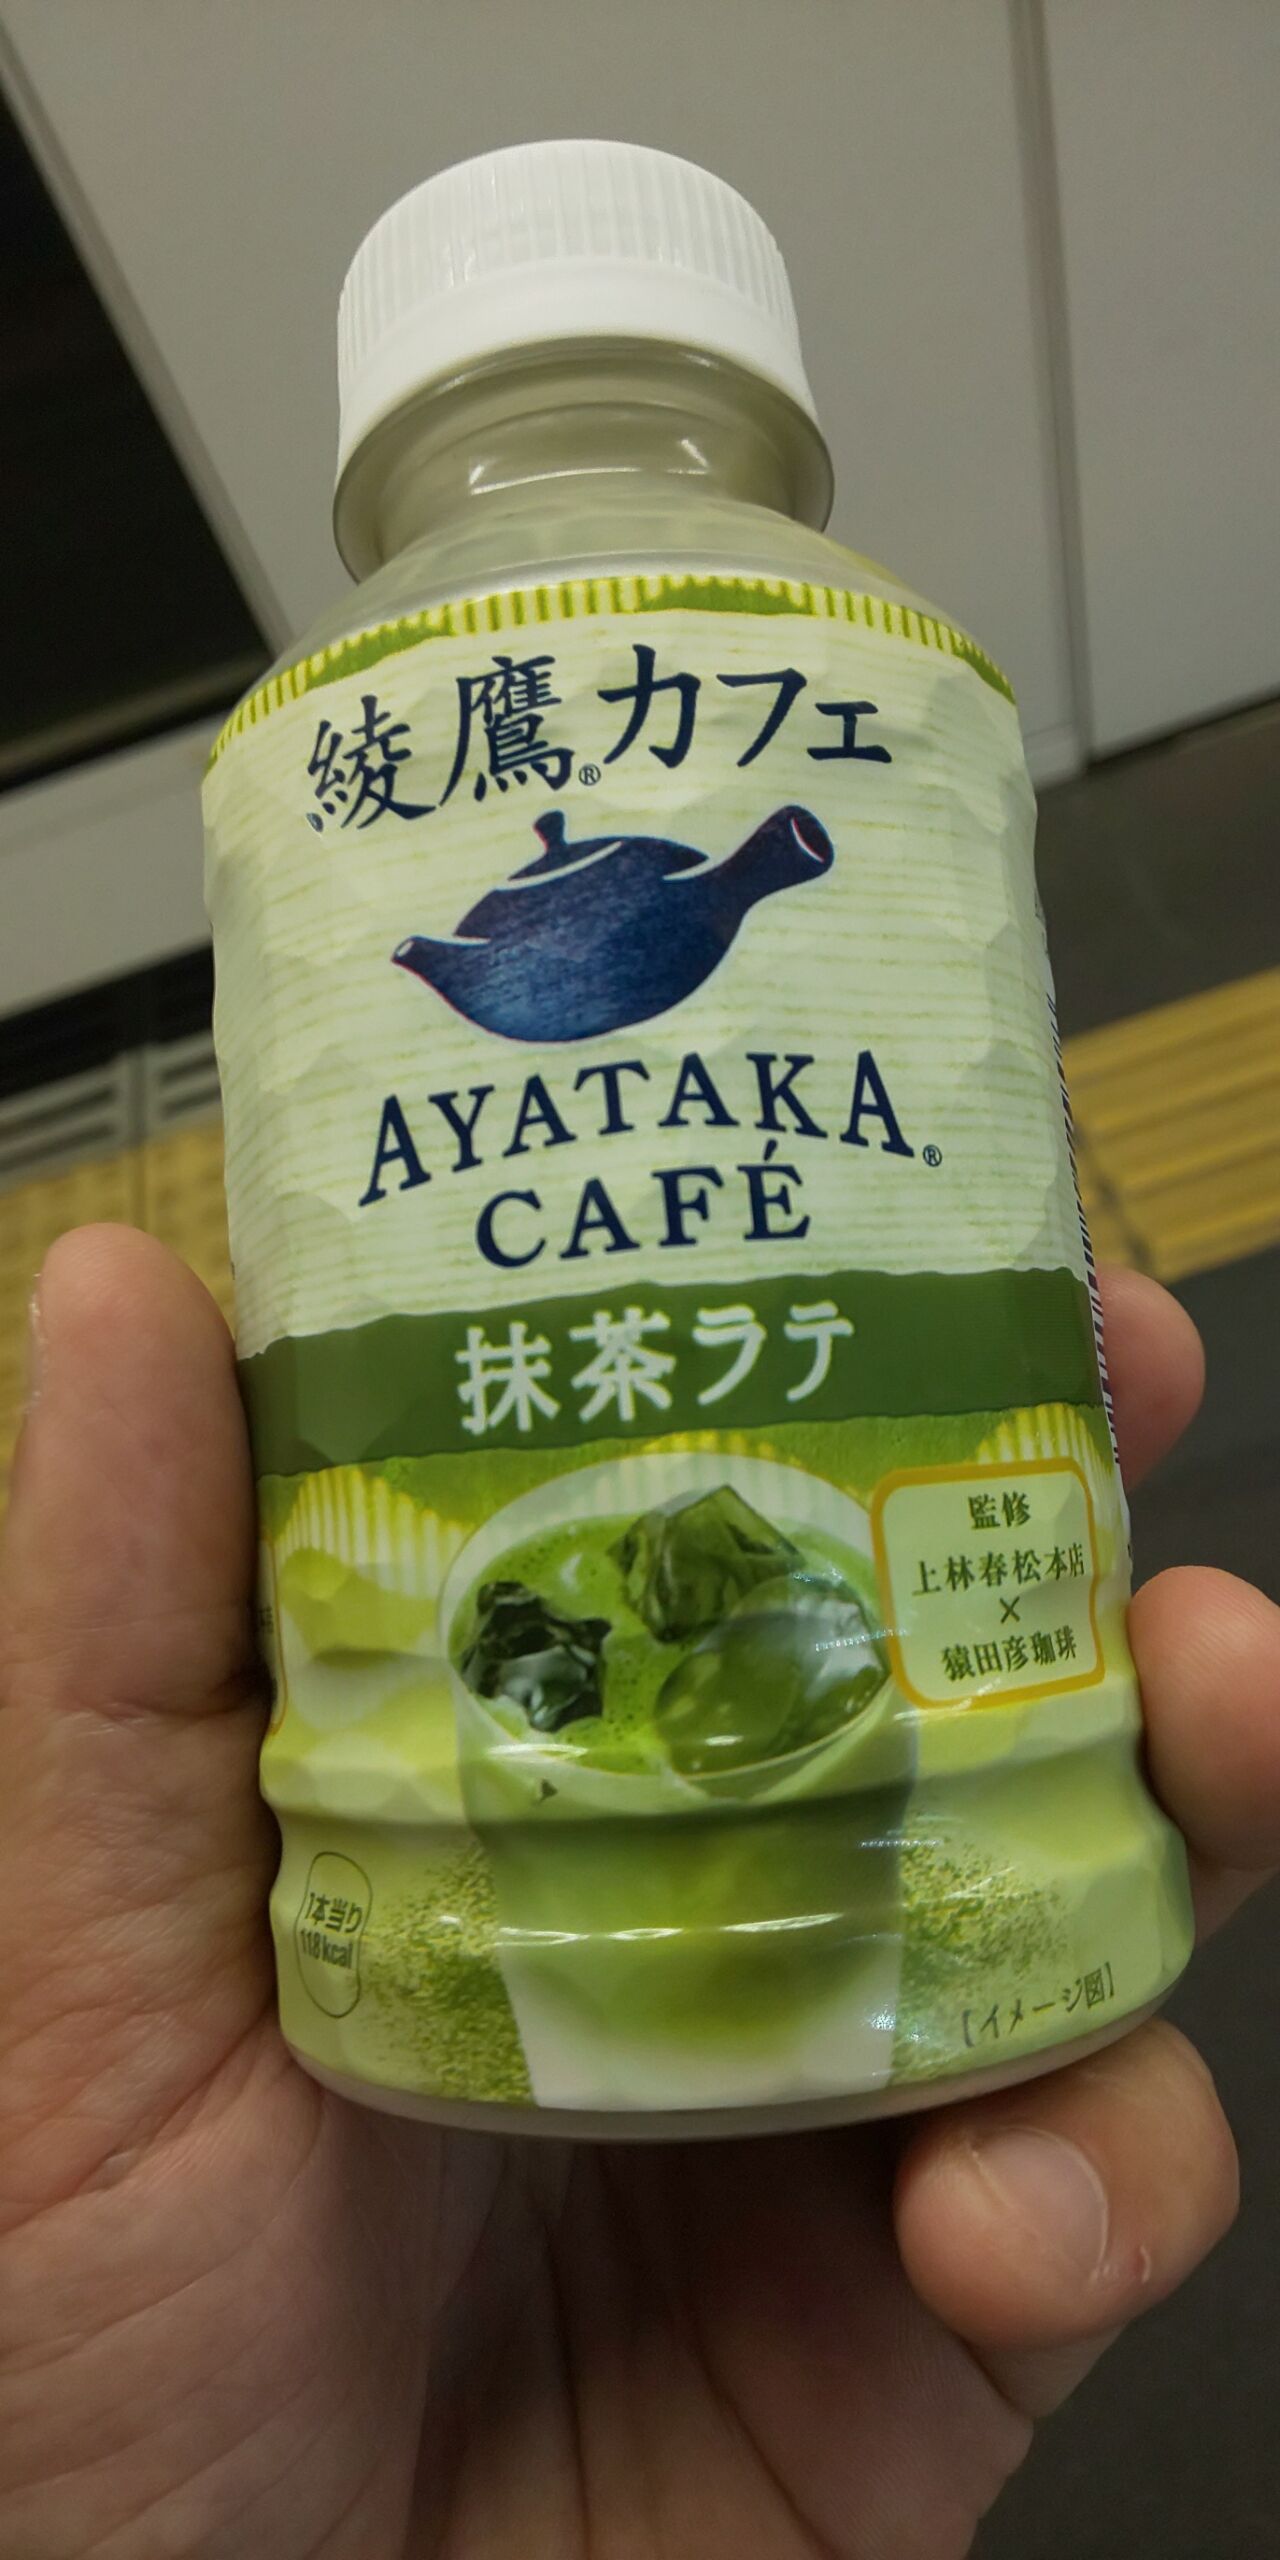 綾鷹®カフェ
AYATAKA®
CAFÉ
抹茶ラテ
監修
上林春松本店
×
猿田彦珈琲
1本当り
118kcal
【イメージ図】